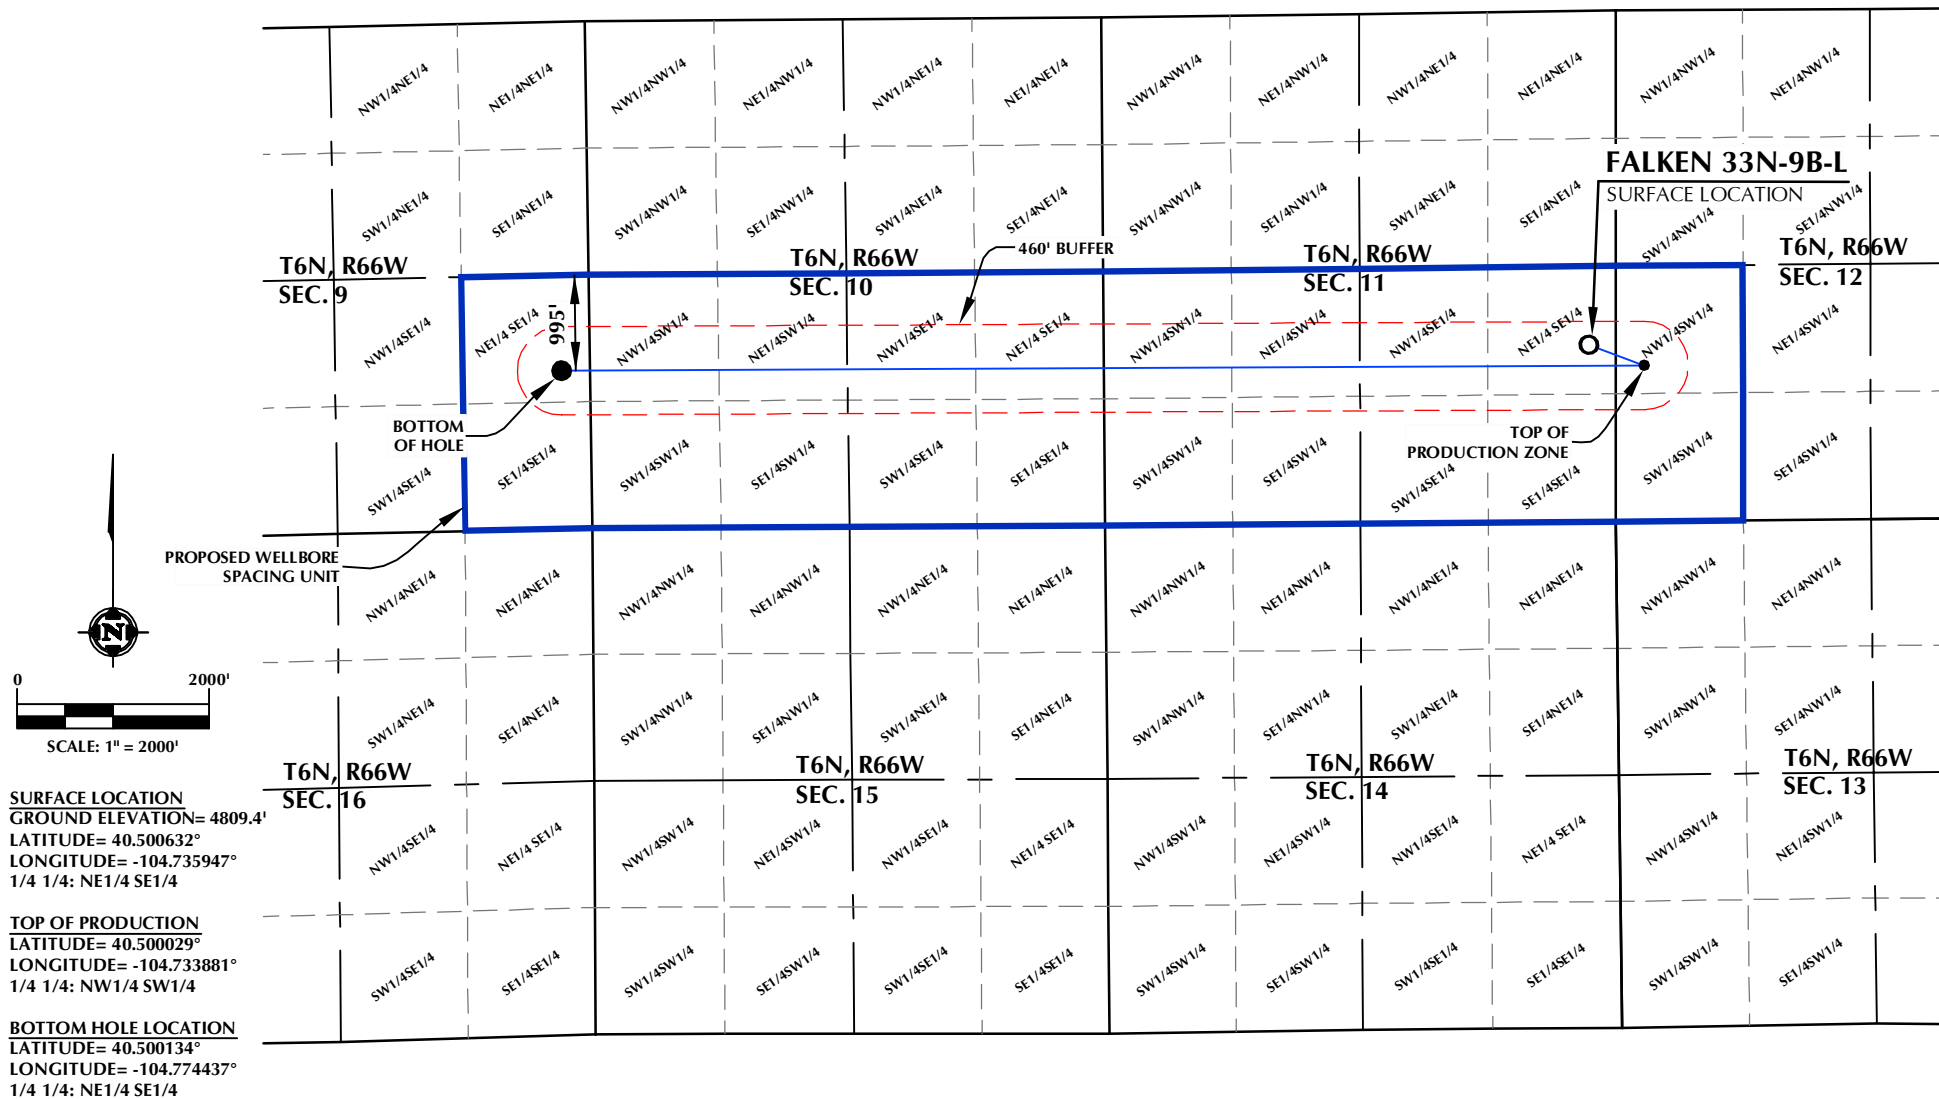 NW1/4NE1/4 NE1/4NE1/4 NW1/4NW1/4 NE1/4NW1/4 NW1/4NE1/4 NE1/4NE1/4 NW1/4NW1/4 NE1/4NW1/4 NW1/4NE1/4 NE1/4NE1/4 NW1/4NW1/4 NE1/4NE1/4
FALKEN 33N-9B-L
SURFACE LOCATION
SW1/4NE1/4 SE1/4NE1/4 SW1/4NW1/4 SE1/4NW1/4 SW1/4NE1/4 SE1/4NE1/4 SW1/4NW1/4 SE1/4NW1/4 SW1/4NE1/4 SE1/4NE1/4 SW1/4NW1/4 SE1/4NW1/4
460' BUFFER
T6N, R66W
SEC. 9
T6N, R66W
SEC. 10
T6N, R66W
SEC. 11
T6N, R66W
SEC. 12
995'
NW1/4SE1/4 NE1/4 SE1/4 NW1/4SW1/4 NE1/4SW1/4 NW1/4SE1/4 NE1/4 SE1/4 NW1/4SW1/4 NE1/4SW1/4 NW1/4SE1/4 NE1/4 SE1/4 NW1/4SW1/4 NE1/4SW1/4
BOTTOM
OF HOLE
TOP OF
PRODUCTION ZONE
SW1/4SE1/4 SE1/4SE1/4 SW1/4SW1/4 SE1/4SW1/4 SW1/4SE1/4 SE1/4SE1/4 SW1/4SW1/4 SE1/4SW1/4 SW1/4SE1/4 SE1/4SE1/4 SW1/4SW1/4 SE1/4SW1/4
PROPOSED WELLBORE
SPACING UNIT
NW1/4NE1/4 NE1/4NE1/4 NW1/4NW1/4 NE1/4NW1/4 NW1/4NE1/4 NE1/4NE1/4 NW1/4NW1/4 NE1/4NW1/4 NW1/4NE1/4 NE1/4NE1/4 NW1/4NW1/4 NE1/4NW1/4
N
0 2000'
SCALE: 1" = 2000'
SW1/4NE1/4 SE1/4NE1/4 SW1/4NW1/4 SE1/4NW1/4 SW1/4NE1/4 SE1/4NE1/4 SW1/4NW1/4 SE1/4NW1/4 SW1/4NE1/4 SE1/4NE1/4 SW1/4NW1/4 SE1/4NW1/4
T6N, R66W
SEC. 16
T6N, R66W
SEC. 15
T6N, R66W
SEC. 14
T6N, R66W
SEC. 13
NW1/4SE1/4 NE1/4 SE1/4 NW1/4SW1/4 NE1/4SW1/4 NW1/4SE1/4 NE1/4 SE1/4 NW1/4SW1/4 NE1/4SW1/4 NW1/4SE1/4 NE1/4 SE1/4 NW1/4SW1/4 NE1/4SW1/4
SW1/4SE1/4 SE1/4SE1/4 SW1/4SW1/4 SE1/4SW1/4 SW1/4SE1/4 SE1/4SE1/4 SW1/4SW1/4 SE1/4SW1/4 SW1/4SE1/4 SE1/4SE1/4 SW1/4SW1/4 SE1/4SW1/4
SURFACE LOCATION
GROUND ELEVATION= 4809.4'
LATITUDE= 40.500632°
LONGITUDE= -104.735947°
1/4 1/4: NE1/4 SE1/4
TOP OF PRODUCTION
LATITUDE= 40.500029°
LONGITUDE= -104.733881°
1/4 1/4: NW1/4 SW1/4
BOTTOM HOLE LOCATION
LATITUDE= 40.500134°
LONGITUDE= -104.774437°
1/4 1/4: NE1/4 SE1/4